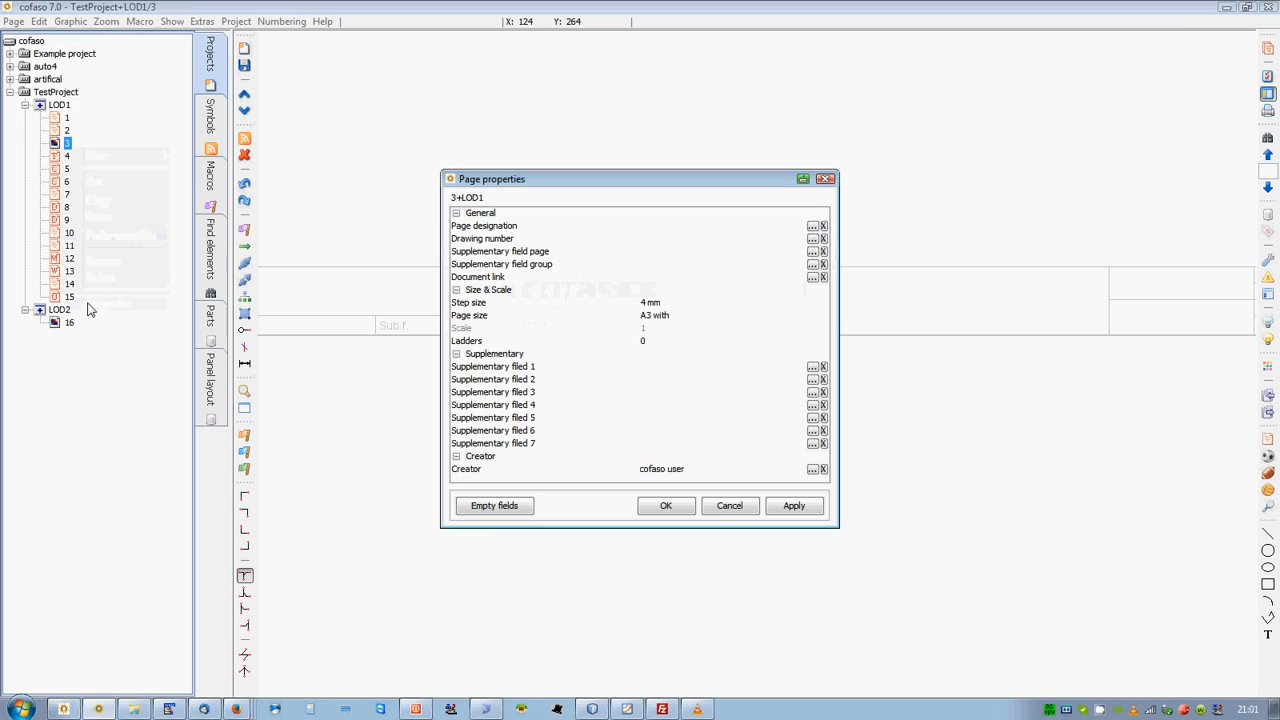 cofaso 7.0 - TestProject+LOD1/3
Page Edit Graphic Zoom Macro Show Extras Project Numbering Help
X: 124 Y: 264
cofaso
Example project
auto4
artifical
TestProject
LOD1
1
2
3
4
5
6
7
8
9
10
11
12
13
14
15
LOD2
16
Projects
Symbols
Macros
Find elements
Parts
Panel layout
Sub f.
Page properties
3+LOD1
General
Page designation
Drawing number
Supplementary field page
Supplementary field group
Document link
Size & Scale
Step size 4 mm
Page size A3 with
Scale 1
Ladders 0
Supplementary
Supplementary filed 1
Supplementary filed 2
Supplementary filed 3
Supplementary filed 4
Supplementary filed 5
Supplementary filed 6
Supplementary filed 7
Creator
Creator cofaso user
Empty fields OK Cancel Apply
T
21:01